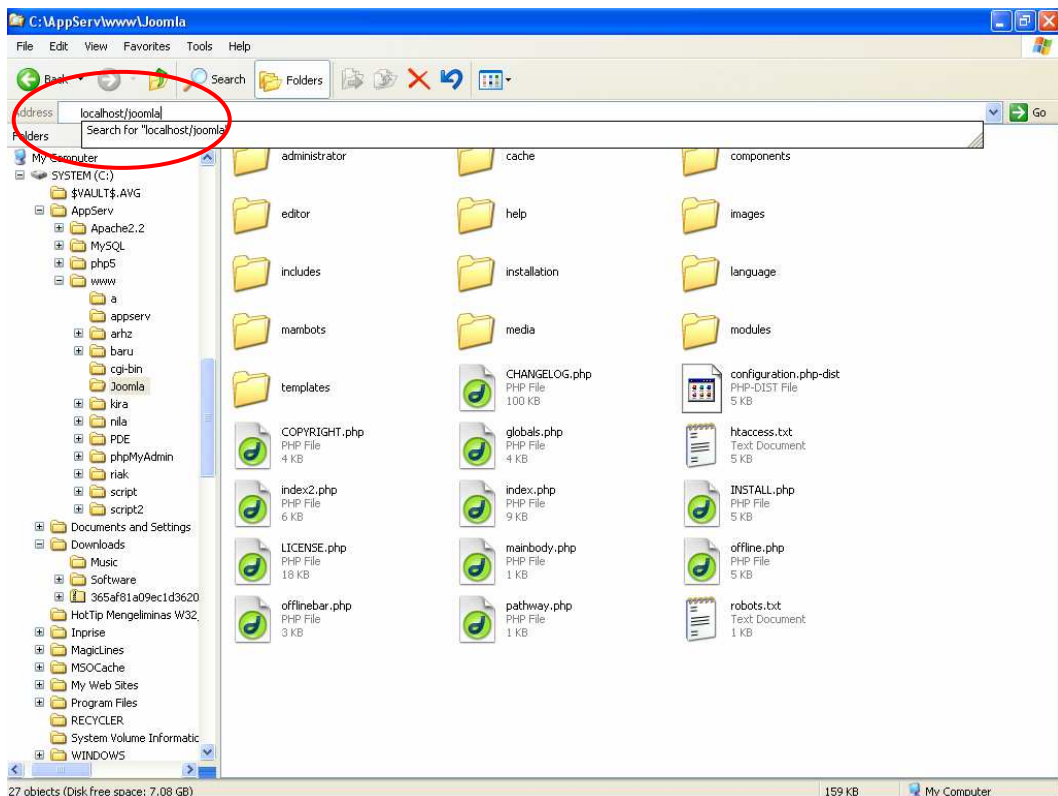 C:\AppServ\www\Joomla
File Edit View Favorites Tools Help
Back Search Folders
Address localhost/joomla Go
Search for "localhost/joomla"
Folders
My Computer
SYSTEM (C:)
$VAULT$.AVG
AppServ
Apache2.2
MySQL
php5
www
a
appserv
arhz
baru
cgi-bin
Joomla
kira
nila
PDE
phpMyAdmin
riak
script
script2
Documents and Settings
Downloads
Music
Software
365af81a09ec1d3620
HotTip Mengeliminas W32_
Inprise
MagicLines
MSOCache
My Web Sites
Program Files
RECYCLER
System Volume Informatic
WINDOWS
administrator cache components
editor help images
includes installation language
mambots media modules
templates
CHANGELOG.php
PHP File
100 KB
configuration.php-dist
PHP-DIST File
5 KB
COPYRIGHT.php
PHP File
4 KB
globals.php
PHP File
4 KB
htaccess.txt
Text Document
5 KB
index2.php
PHP File
6 KB
index.php
PHP File
9 KB
INSTALL.php
PHP File
5 KB
LICENSE.php
PHP File
18 KB
mainbody.php
PHP File
1 KB
offline.php
PHP File
5 KB
offlinebar.php
PHP File
3 KB
pathway.php
PHP File
1 KB
robots.txt
Text Document
1 KB
27 objects (Disk free space: 7,08 GB) 159 KB My Computer